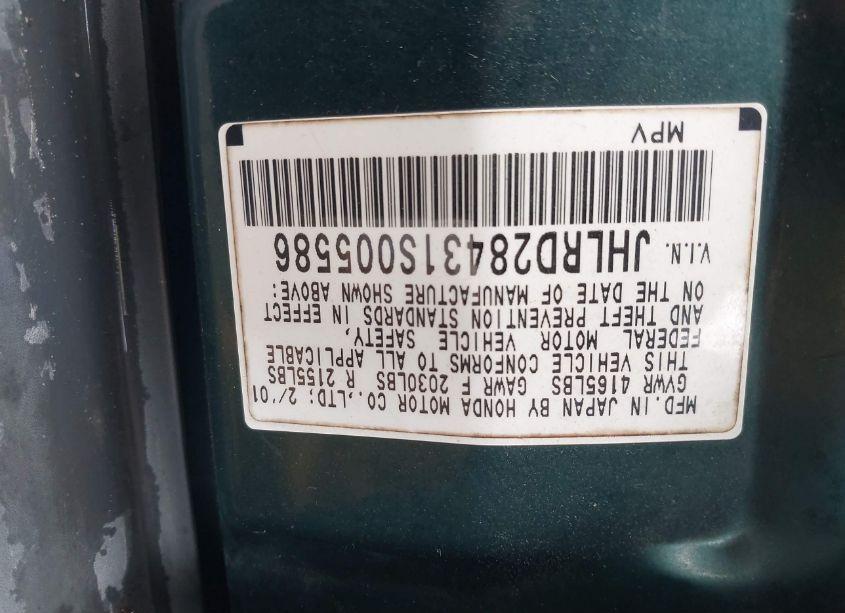 MFD.IN JAPAN BY HONDA MOTOR CO.,LTD; 2/'01
GVWR 4165LBS GAWR F 2030LBS R 2155LBS
THIS VEHICLE CONFORMS TO ALL APPLICABLE
FEDERAL MOTOR VEHICLE SAFETY,
AND THEFT PREVENTION STANDARDS IN EFFECT
ON THE DATE OF MANUFACTURE SHOWN ABOVE:
V.I.N. JHLRD28431S005586
MPV